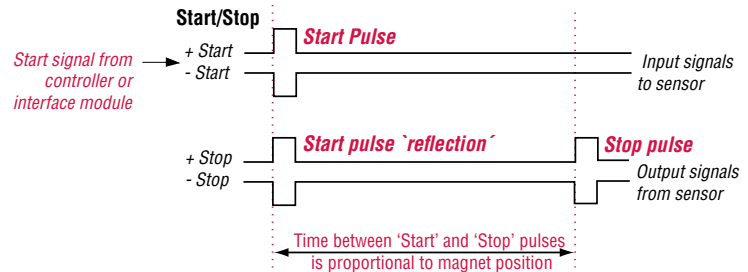 Start/Stop
Start Pulse
+ Start
- Start
Start signal from
controller or
interface module
Input signals
to sensor
Start pulse `reflection´
Stop pulse
+ Stop
- Stop
Output signals
from sensor
Time between ‘Start’ and ‘Stop’ pulses
is proportional to magnet position